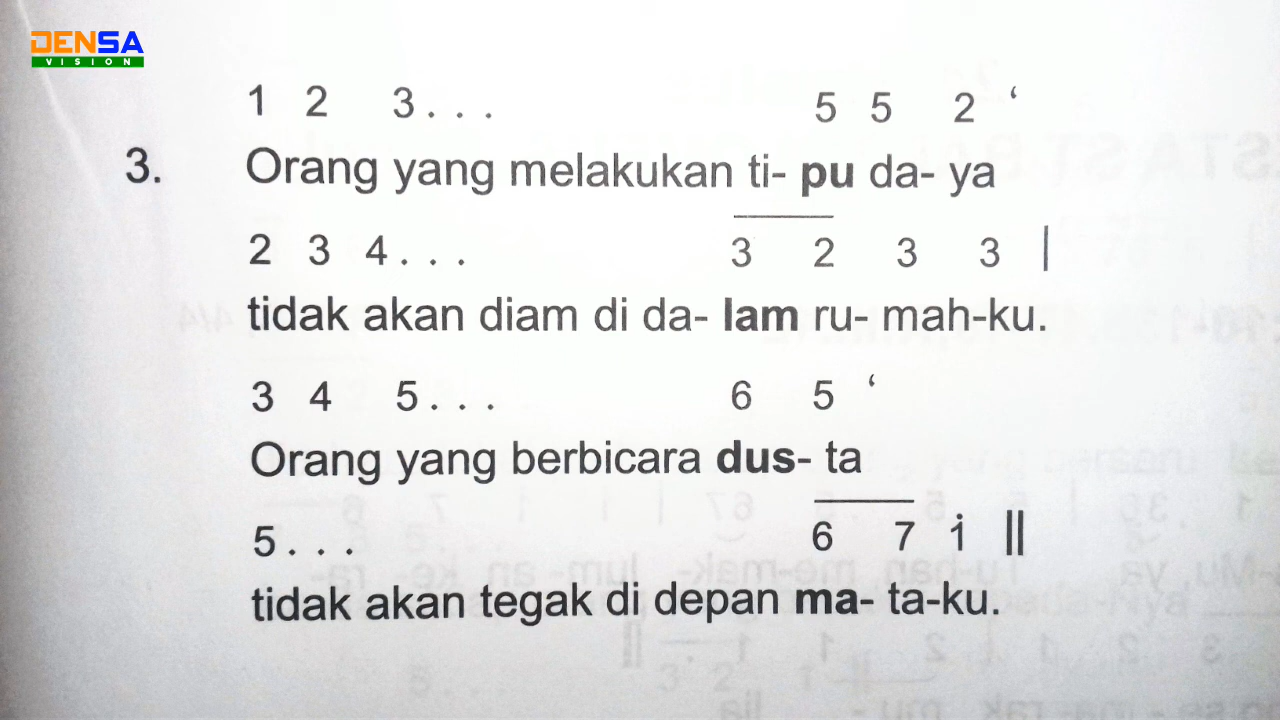 DENSA
VISION
1 2 3 . . . 5 5 2 ‘
3. Orang yang melakukan ti- pu da- ya
2 3 4 . . . 3 2 3 3 |
tidak akan diam di da- lam ru- mah-ku.
3 4 5 . . . 6 5 ‘
Orang yang berbicara dus- ta
5 . . . 6 7 i ||
tidak akan tegak di depan ma- ta-ku.